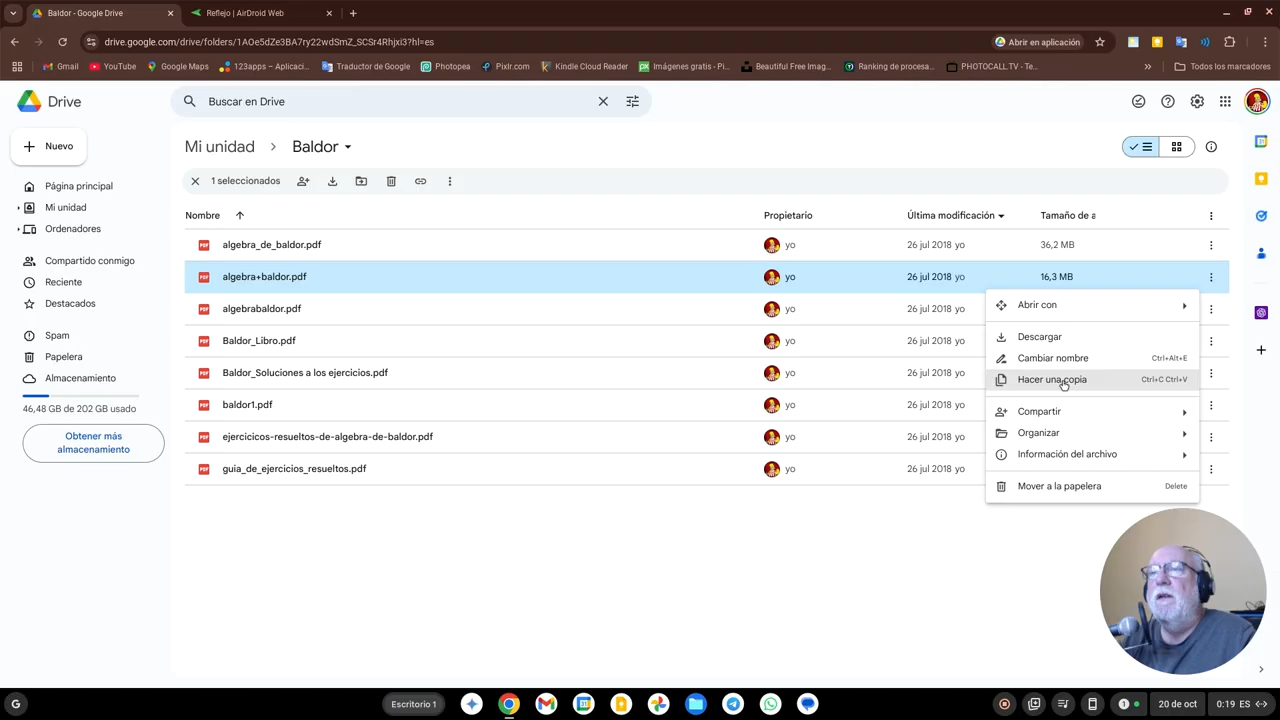 Baldor - Google Drive
Reflejo | AirDroid Web
drive.google.com/drive/folders/1AOe5dZe3BA7ry22wdSmZ_SCSr4Rhjxi3?hl=es
Abrir en aplicación
Gmail
YouTube
Google Maps
123apps – Aplicaci...
Traductor de Google
Photopea
Pixlr.com
Kindle Cloud Reader
Imágenes gratis - Pi...
Beautiful Free Imag...
Ranking de procesa...
PHOTOCALL.TV - Te...
»
Todos los marcadores
Drive
Buscar en Drive
Nuevo
Mi unidad > Baldor
1 seleccionados
Página principal
Mi unidad
Ordenadores
Compartido conmigo
Reciente
Destacados
Spam
Papelera
Almacenamiento
46,48 GB de 202 GB usado
Obtener más
almacenamiento
Nombre Propietario Última modificación Tamaño de a
algebra_de_baldor.pdf yo 26 jul 2018 yo 36,2 MB
algebra+baldor.pdf yo 26 jul 2018 yo 16,3 MB
algebrabaldor.pdf yo 26 jul 2018 yo
Baldor_Libro.pdf yo 26 jul 2018 yo
Baldor_Soluciones a los ejercicios.pdf yo 26 jul 2018 yo
baldor1.pdf yo 26 jul 2018 yo
ejercicicos-resueltos-de-algebra-de-baldor.pdf yo 26 jul 2018 yo
guia_de_ejercicios_resueltos.pdf yo 26 jul 2018 yo
Abrir con
Descargar
Cambiar nombre Ctrl+Alt+E
Hacer una copia Ctrl+C Ctrl+V
Compartir
Organizar
Información del archivo
Mover a la papelera Delete
G
Escritorio 1
1
20 de oct
0:19 ES